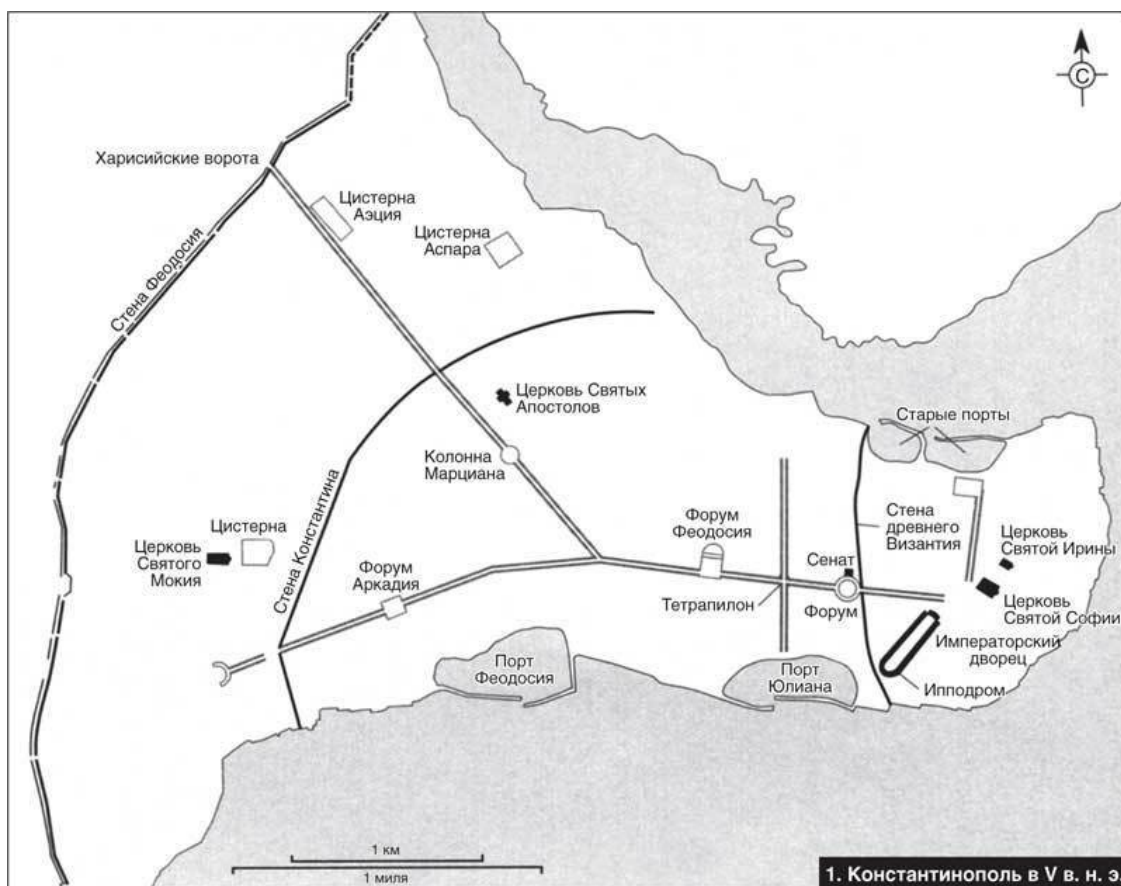 С
Харисийские ворота
Цистерна
Аэция
Цистерна
Аспара
Стена Феодосия
Церковь Святых
Апостолов
Старые порты
Колонна
Марциана
Стена Константина
Цистерна
Церковь
Святого
Мокия
Форум
Аркадия
Форум
Феодосия
Стена
древнего
Византия
Церковь
Святой Ирины
Сенат
Тетрапилон
Форум
Церковь
Святой Софии
Императорский
дворец
Ипподром
Порт
Феодосия
Порт
Юлиана
1 км
1 миля
1. Константинополь в V в. н. э.